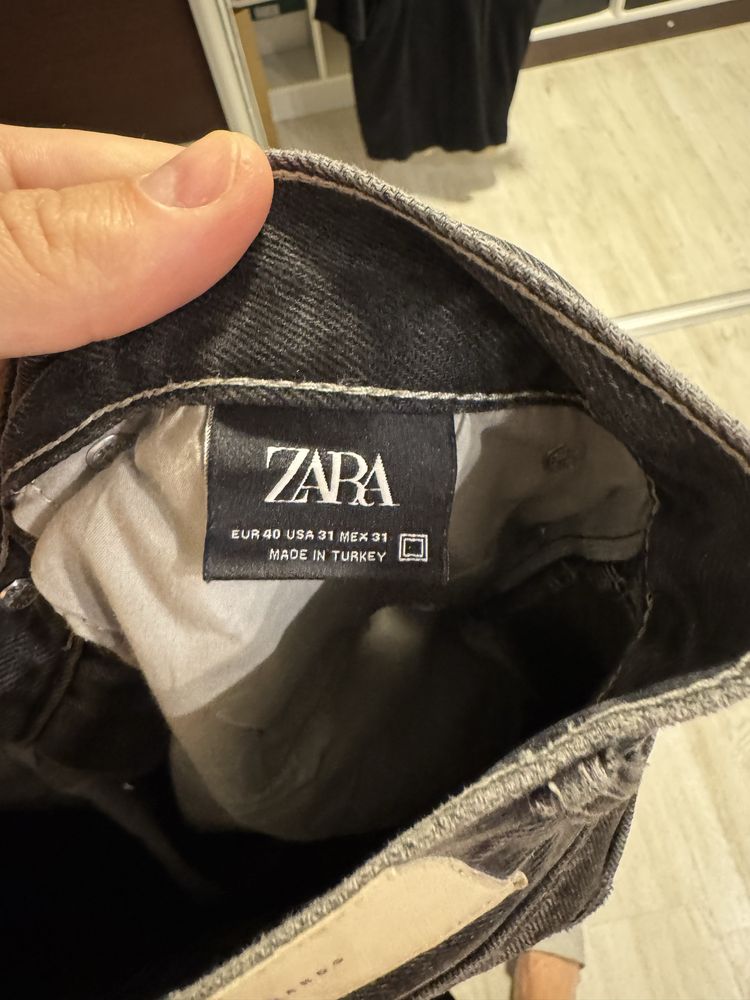 ZARA
EUR 40 USA 31 MEX 31
MADE IN TURKEY